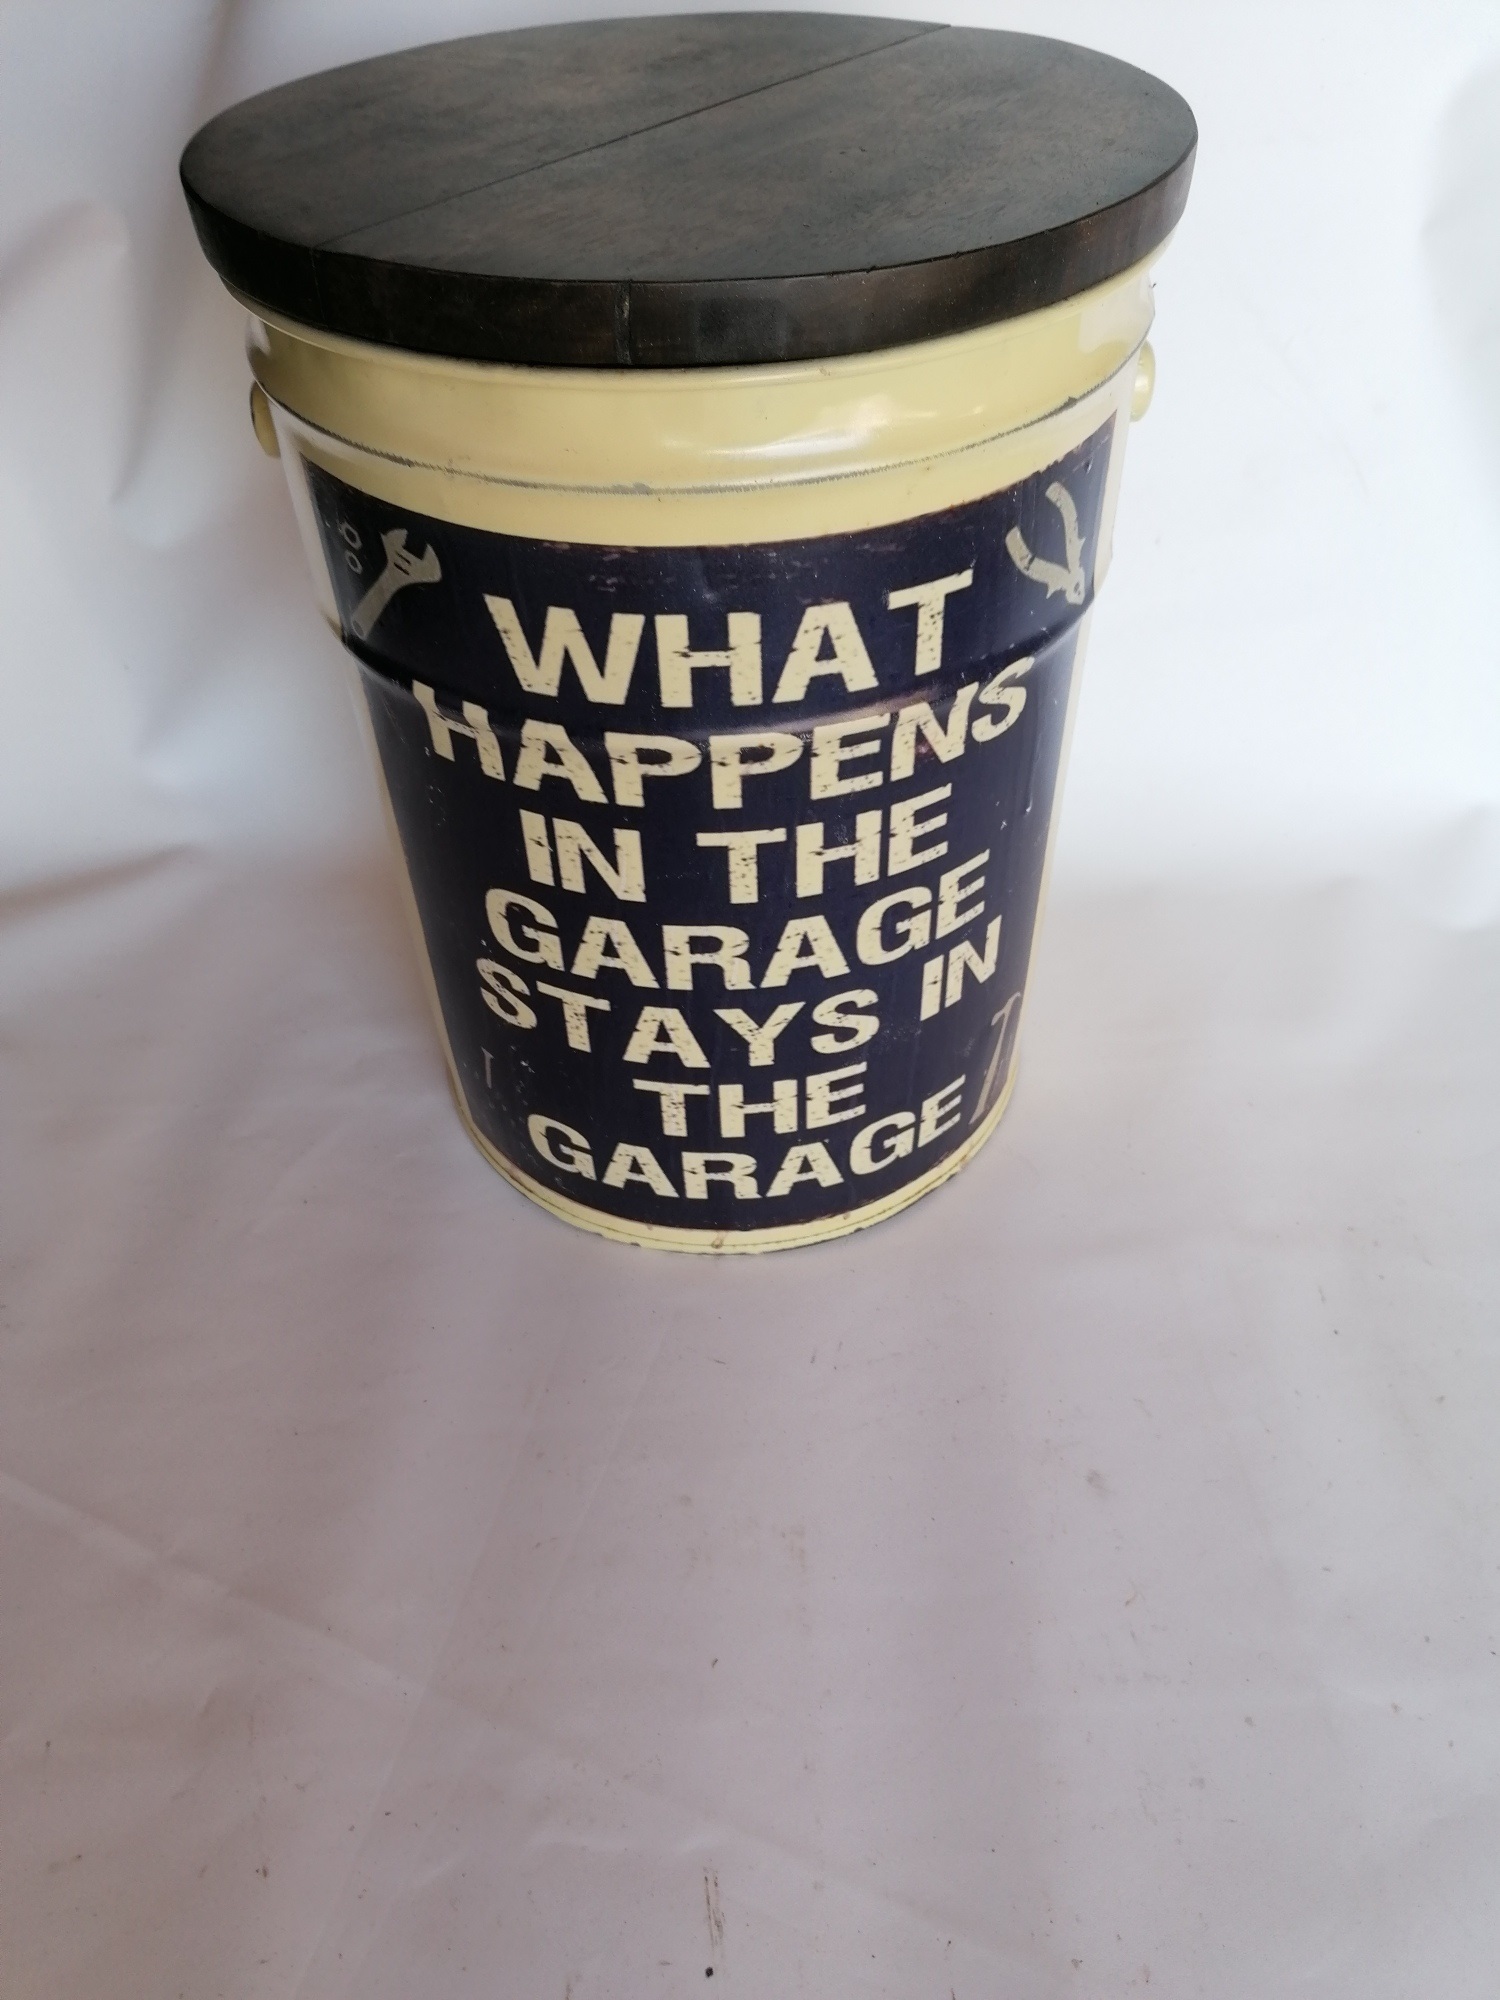 WHAT
HAPPENS
IN THE
GARAGE
STAYS IN
THE
GARAGE